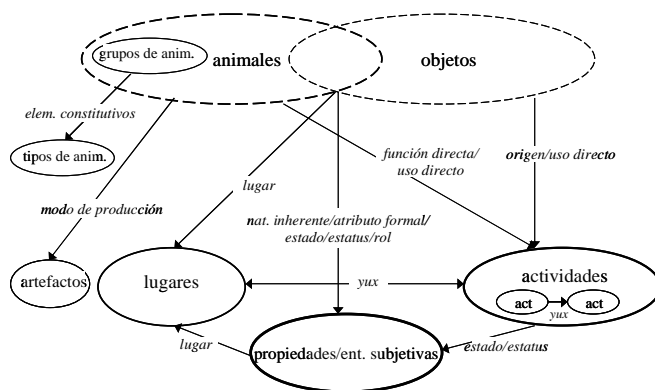 grupos de anim.
animales
objetos
elem. constitutivos
tipos de anim.
función directa/
uso directo
origen/uso directo
lugar
modo de producción
nat. inherente/atributo formal/
estado/estatus/rol
artefactos
lugares
yux
actividades
act
act
yux
lugar
propiedades/ent. subjetivas
estado/estatus